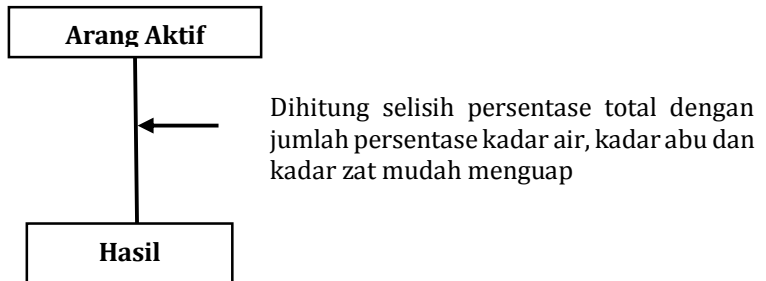 Arang Aktif
Dihitung selisih persentase total dengan
jumlah persentase kadar air, kadar abu dan
kadar zat mudah menguap
Hasil